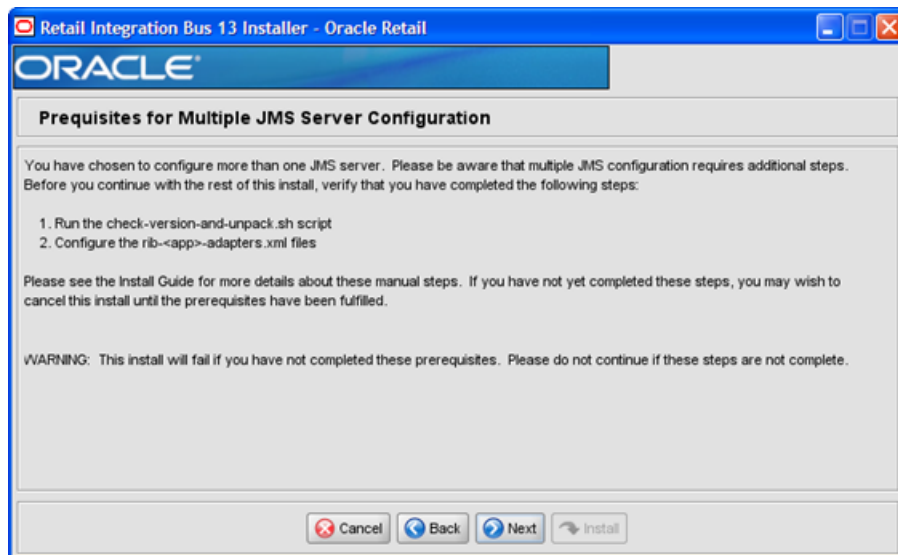 Retail Integration Bus 13 Installer - Oracle Retail
ORACLE®
Prequisites for Multiple JMS Server Configuration
You have chosen to configure more than one JMS server. Please be aware that multiple JMS configuration requires additional steps.
Before you continue with the rest of this install, verify that you have completed the following steps:
1. Run the check-version-and-unpack.sh script
2. Configure the rib-<app>-adapters.xml files
Please see the Install Guide for more details about these manual steps. If you have not yet completed these steps, you may wish to
cancel this install until the prerequisites have been fulfilled.
WARNING: This install will fail if you have not completed these prerequisites. Please do not continue if these steps are not complete.
Cancel Back Next Install